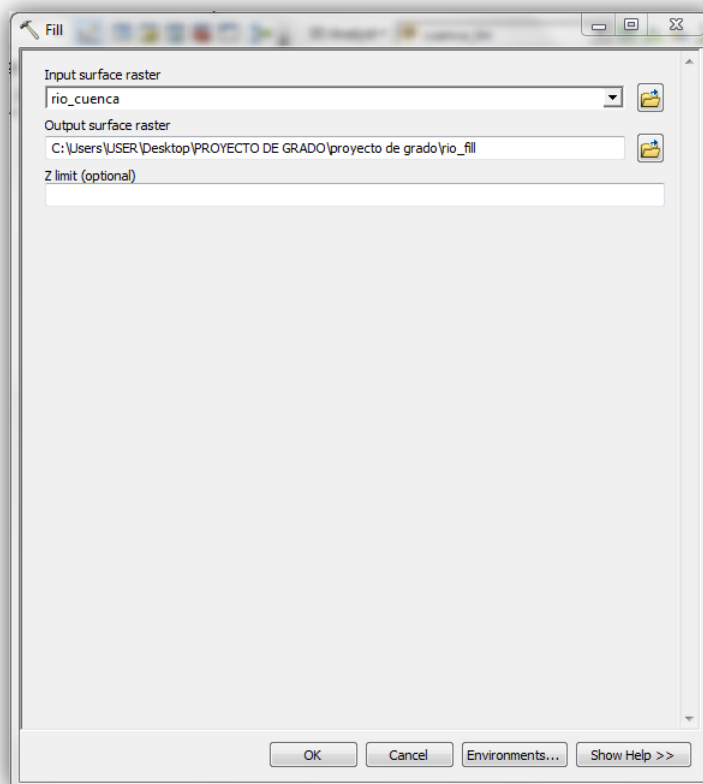 Fill
Input surface raster
rio_cuenca
Output surface raster
C:\Users\USER\Desktop\PROYECTO DE GRADO\proyecto de grado\rio_fill
Z limit (optional)
OK
Cancel
Environments...
Show Help >>